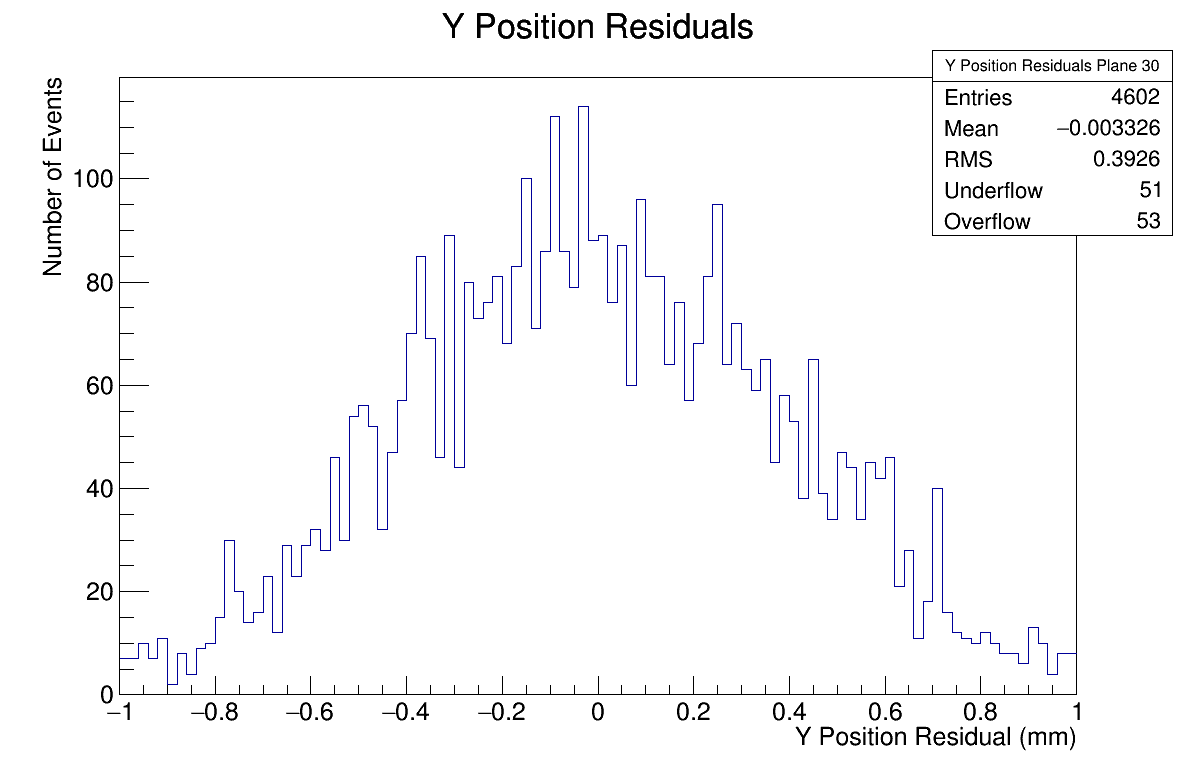 Y Position Residuals
Y Position Residuals Plane 30
Entries 4602
Mean −0.003326
RMS 0.3926
Underflow 51
Overflow 53
Number of Events
100
80
60
40
20
0
−1 −0.8 −0.6 −0.4 −0.2 0 0.2 0.4 0.6 0.8 1
Y Position Residual (mm)